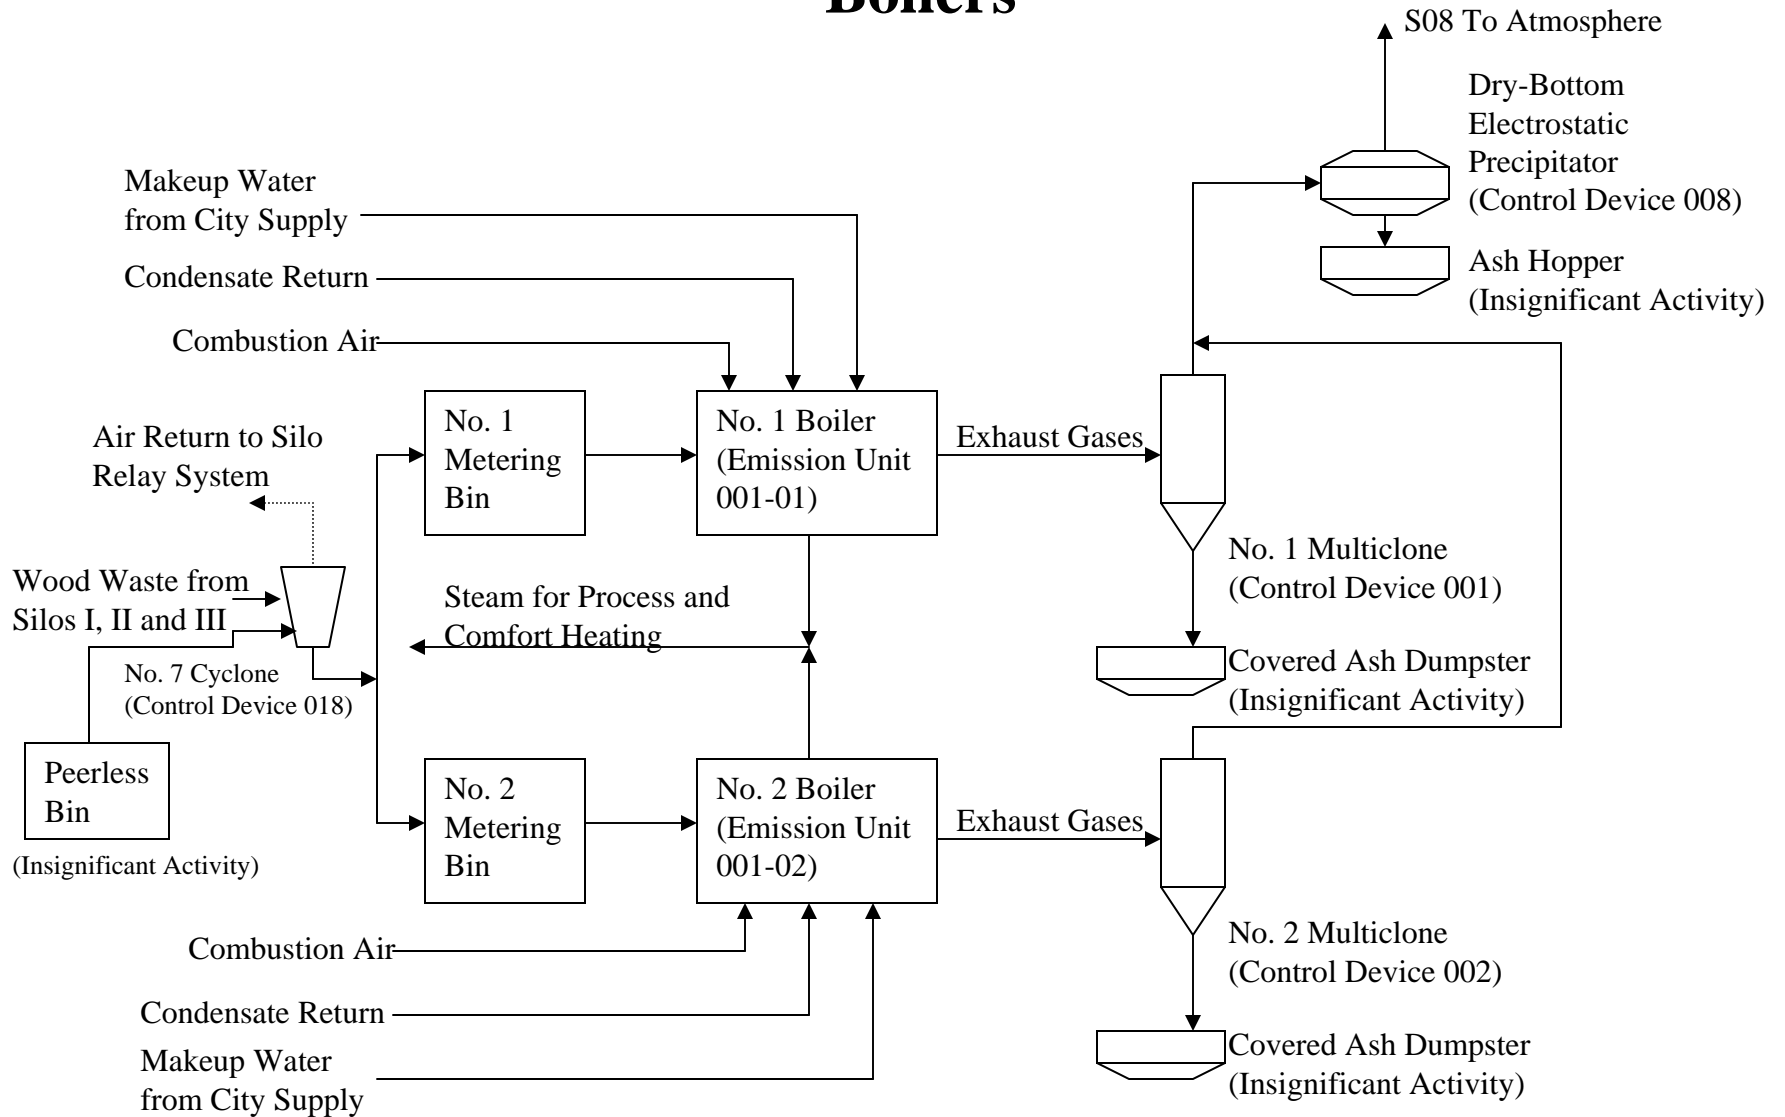 Boilers
S08 To Atmosphere
Dry-Bottom
Electrostatic
Precipitator
(Control Device 008)
Ash Hopper
(Insignificant Activity)
Makeup Water
from City Supply
Condensate Return
Combustion Air
No. 1
Metering
Bin
No. 1 Boiler
(Emission Unit
001-01)
Exhaust Gases
Air Return to Silo
Relay System
No. 1 Multiclone
(Control Device 001)
Wood Waste from
Silos I, II and III
Steam for Process and
Comfort Heating
Covered Ash Dumpster
(Insignificant Activity)
No. 7 Cyclone
(Control Device 018)
Peerless
Bin
(Insignificant Activity)
No. 2
Metering
Bin
No. 2 Boiler
(Emission Unit
001-02)
Exhaust Gases
No. 2 Multiclone
(Control Device 002)
Combustion Air
Condensate Return
Makeup Water
from City Supply
Covered Ash Dumpster
(Insignificant Activity)